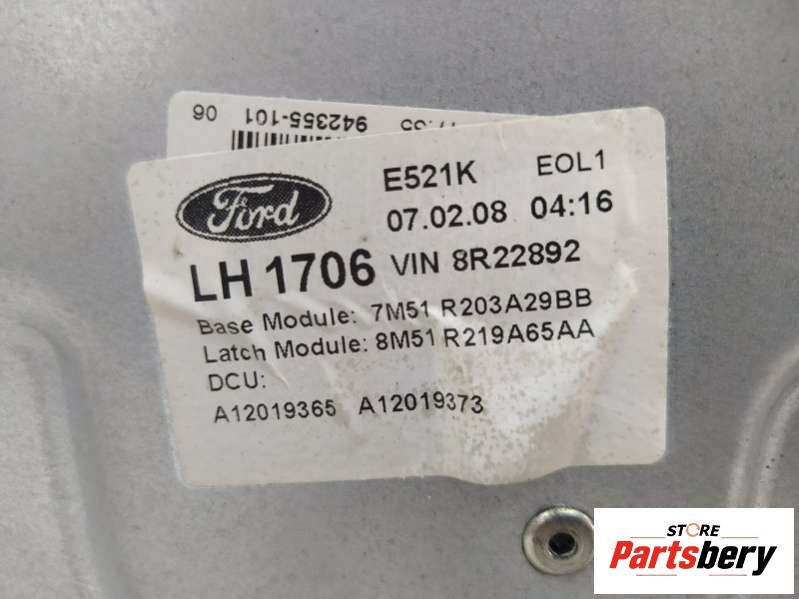 942355-101 06
Ford
E521K EOL1
07.02.08 04:16
LH 1706 VIN 8R22892
Base Module: 7M51 R203A29BB
Latch Module: 8M51 R219A65AA
DCU:
A12019365 A12019373
STORE
Partsbery